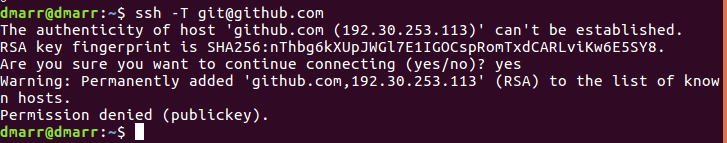 dmarr@dmarr:~$ ssh -T git@github.com
The authenticity of host 'github.com (192.30.253.113)' can't be established.
RSA key fingerprint is SHA256:nThbg6kXUpJWGl7E1IGOCspRomTxdCARLviKw6E5SY8.
Are you sure you want to continue connecting (yes/no)? yes
Warning: Permanently added 'github.com,192.30.253.113' (RSA) to the list of know
n hosts.
Permission denied (publickey).
dmarr@dmarr:~$